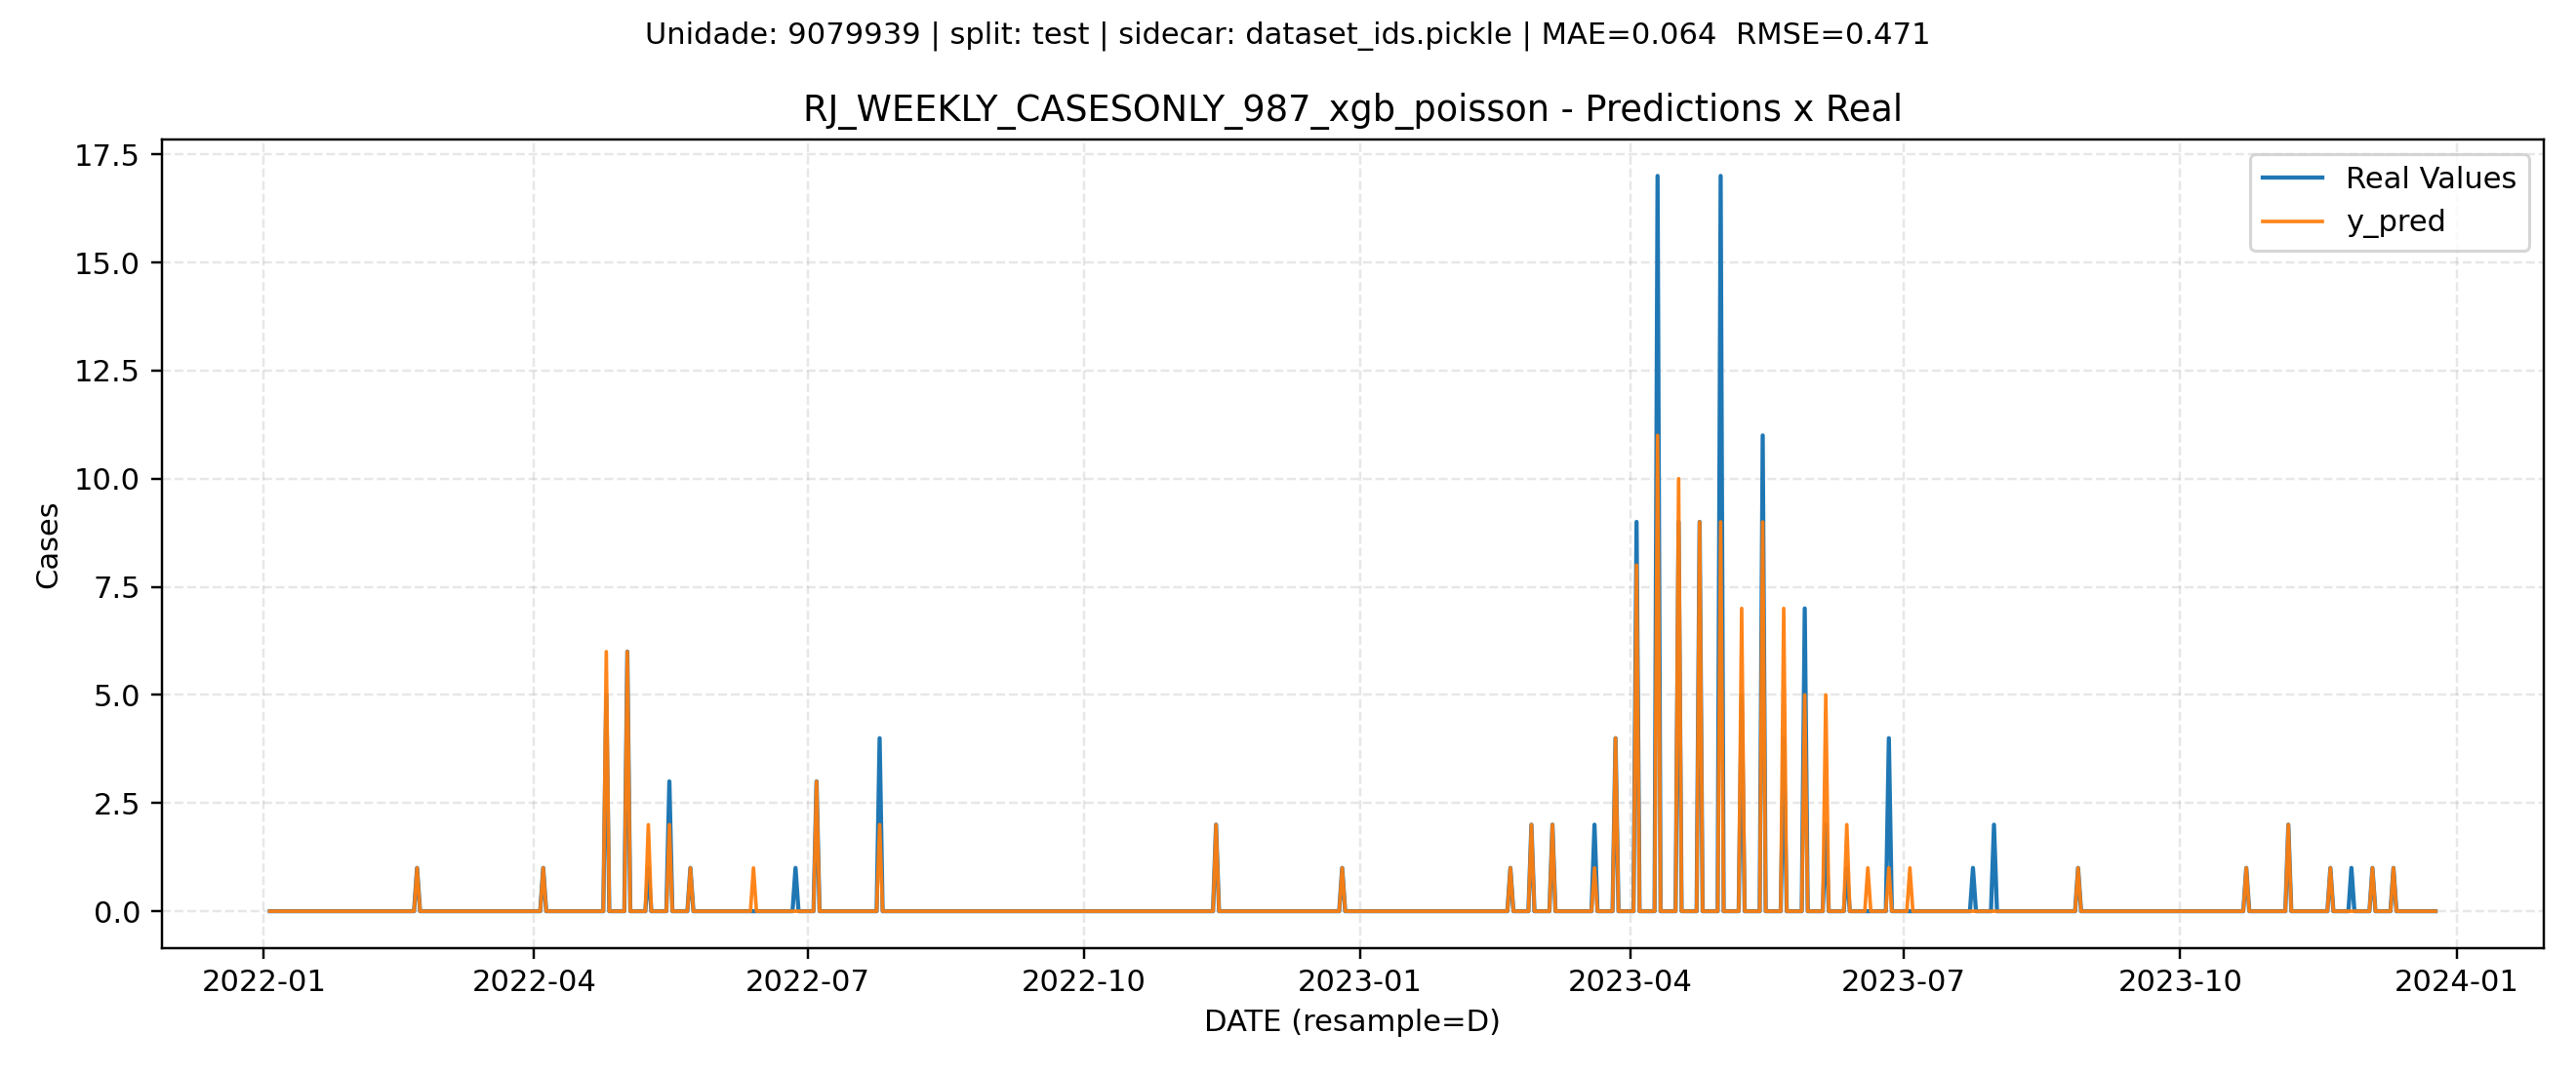 Unidade: 9079939 | split: test | sidecar: dataset_ids.pickle | MAE=0.064  RMSE=0.471
RJ_WEEKLY_CASESONLY_987_xgb_poisson - Predictions x Real
17.5
15.0
12.5
10.0
7.5
5.0
2.5
0.0
Cases
Real Values
y_pred
2022-01
2022-04
2022-07
2022-10
2023-01
2023-04
2023-07
2023-10
2024-01
DATE (resample=D)